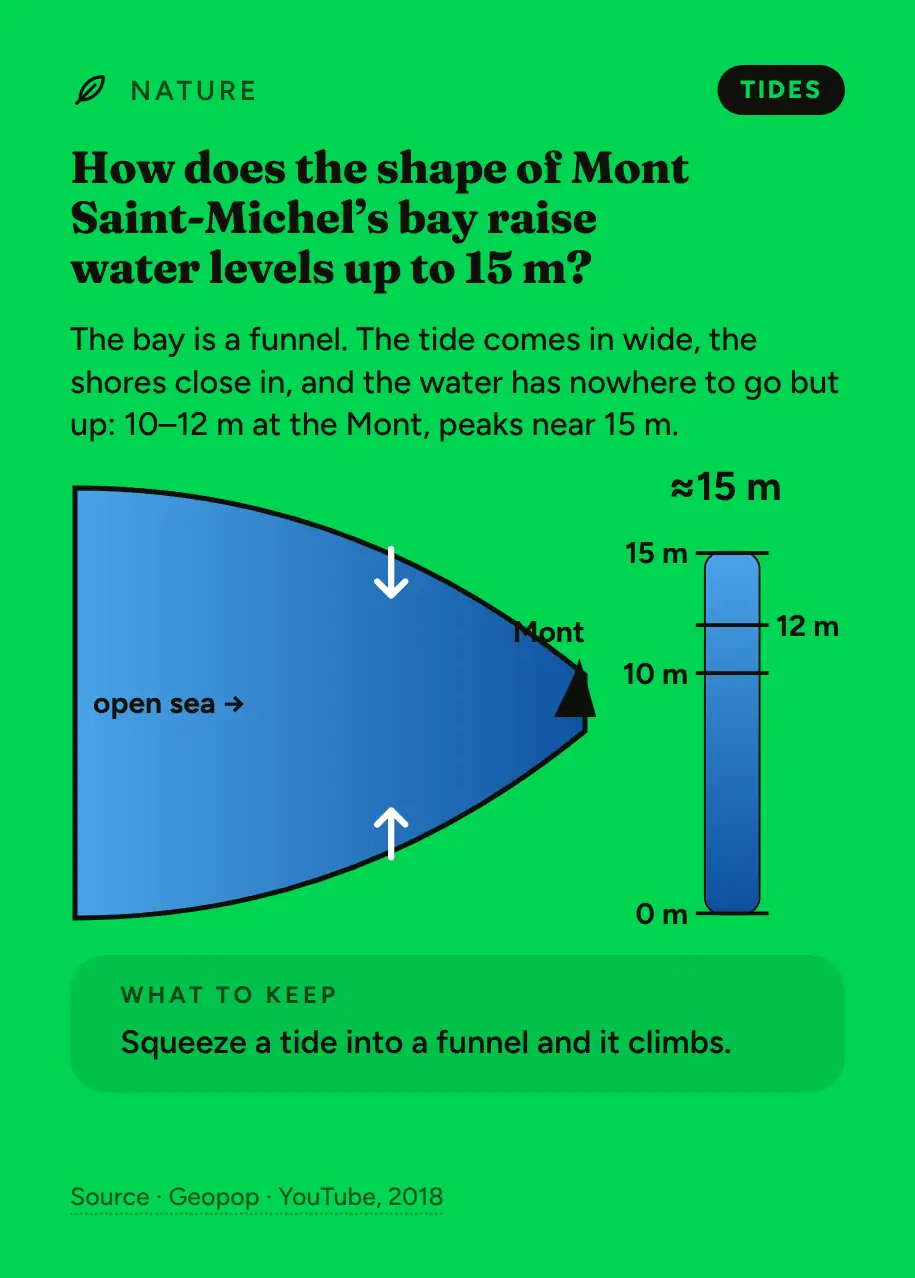 NATURE
TIDES
How does the shape of Mont
Saint-Michel’s bay raise
water levels up to 15 m?
The bay is a funnel. The tide comes in wide, the
shores close in, and the water has nowhere to go but
up: 10–12 m at the Mont, peaks near 15 m.
≈15 m
15 m
12 m
Mont
10 m
open sea →
0 m
WHAT TO KEEP
Squeeze a tide into a funnel and it climbs.
Source · Geopop · YouTube, 2018